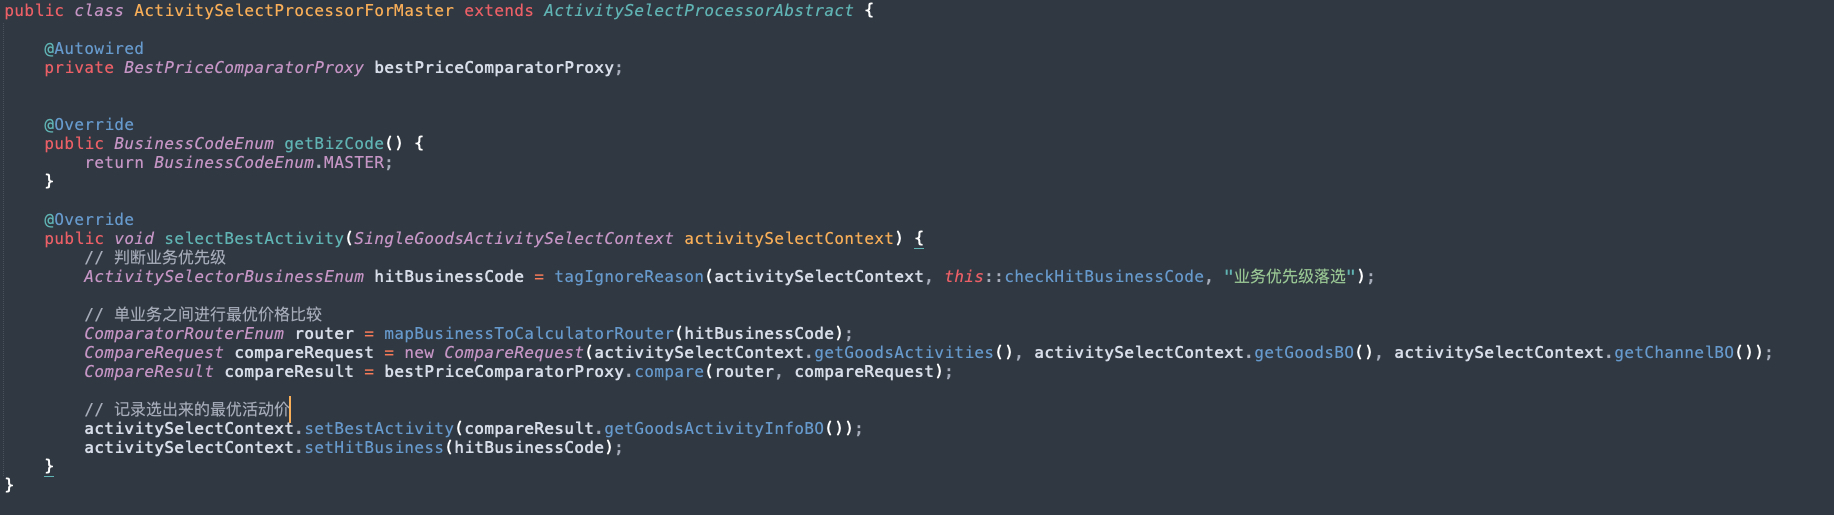 public class ActivitySelectProcessorForMaster extends ActivitySelectProcessorAbstract {
@Autowired
private BestPriceComparatorProxy bestPriceComparatorProxy;
@Override
public BusinessCodeEnum getBizCode() {
return BusinessCodeEnum.MASTER;
}
@Override
public void selectBestActivity(SingleGoodsActivitySelectContext activitySelectContext) {
// 判断业务优先级
ActivitySelectorBusinessEnum hitBusinessCode = tagIgnoreReason(activitySelectContext, this::checkHitBusinessCode, "业务优先级落选");
// 单业务之间进行最优价格比较
ComparatorRouterEnum router = mapBusinessToCalculatorRouter(hitBusinessCode);
CompareRequest compareRequest = new CompareRequest(activitySelectContext.getGoodsActivities(), activitySelectContext.getGoodsBO(), activitySelectContext.getChannelBO());
CompareResult compareResult = bestPriceComparatorProxy.compare(router, compareRequest);
// 记录选出来的最优活动价
activitySelectContext.setBestActivity(compareResult.getGoodsActivityInfoBO());
activitySelectContext.setHitBusiness(hitBusinessCode);
}
}